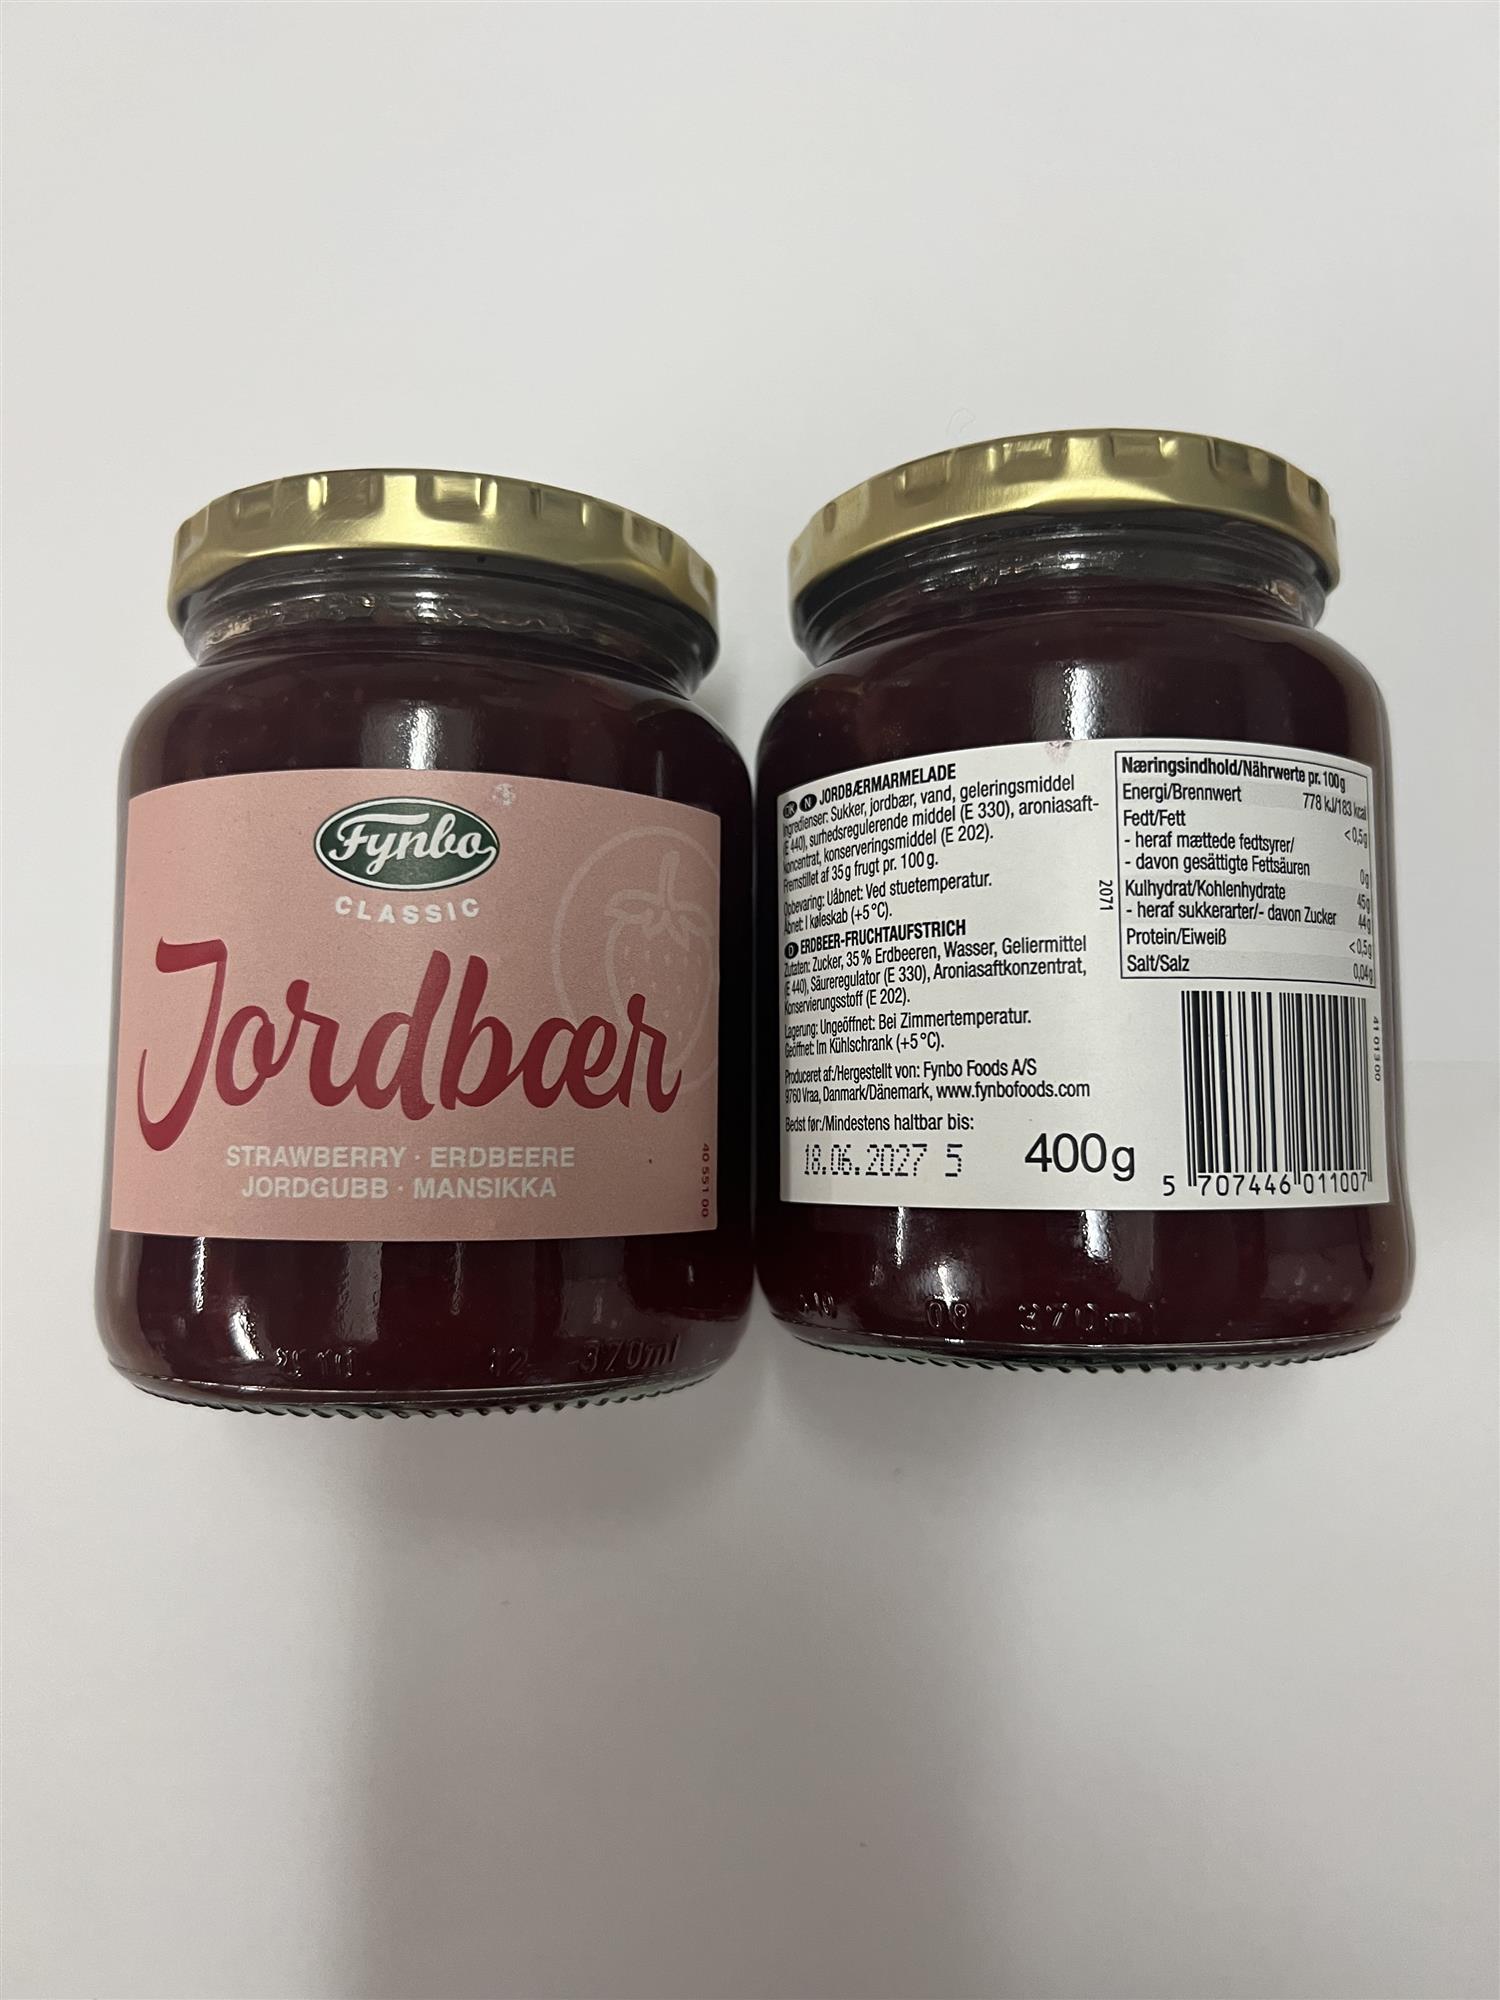 Fynbo
CLASSIC
Jordbær
STRAWBERRY · ERDBEERE
JORDGUBB · MANSIKKA
40 551 00
12 370ml
DK N JORDBÆRMARMELADE
Ingredienser: Sukker, jordbær, vand, geleringsmiddel
(E 440), surhedsregulerende middel (E 330), aroniasaft-
koncentrat, konserveringsmiddel (E 202).
Fremstillet af 35 g frugt pr. 100 g.
Opbevaring: Uåbnet: Ved stuetemperatur.
Åbnet: I køleskab (+5 °C).
D ERDBEER-FRUCHTAUFSTRICH
Zutaten: Zucker, 35 % Erdbeeren, Wasser, Geliermittel
(E 440), Säureregulator (E 330), Aroniasaftkonzentrat,
Konservierungsstoff (E 202).
Lagerung: Ungeöffnet: Bei Zimmertemperatur.
Geöffnet: Im Kühlschrank (+5 °C).
Produceret af:/Hergestellt von: Fynbo Foods A/S
9760 Vraa, Danmark/Dänemark, www.fynbofoods.com
Bedst før:/Mindestens haltbar bis:
18.06.2027 5
400g
2071
Næringsindhold/Nährwerte pr. 100g
Energi/Brennwert 778 kJ/183 kcal
Fedt/Fett <0,5g
- heraf mættede fedtsyrer/
- davon gesättigte Fettsäuren 0g
Kulhydrat/Kohlenhydrate 45g
- heraf sukkerarter/- davon Zucker 44g
Protein/Eiweiß <0,5g
Salt/Salz 0,04g
41 013 00
5 707446 011007
08 370ml